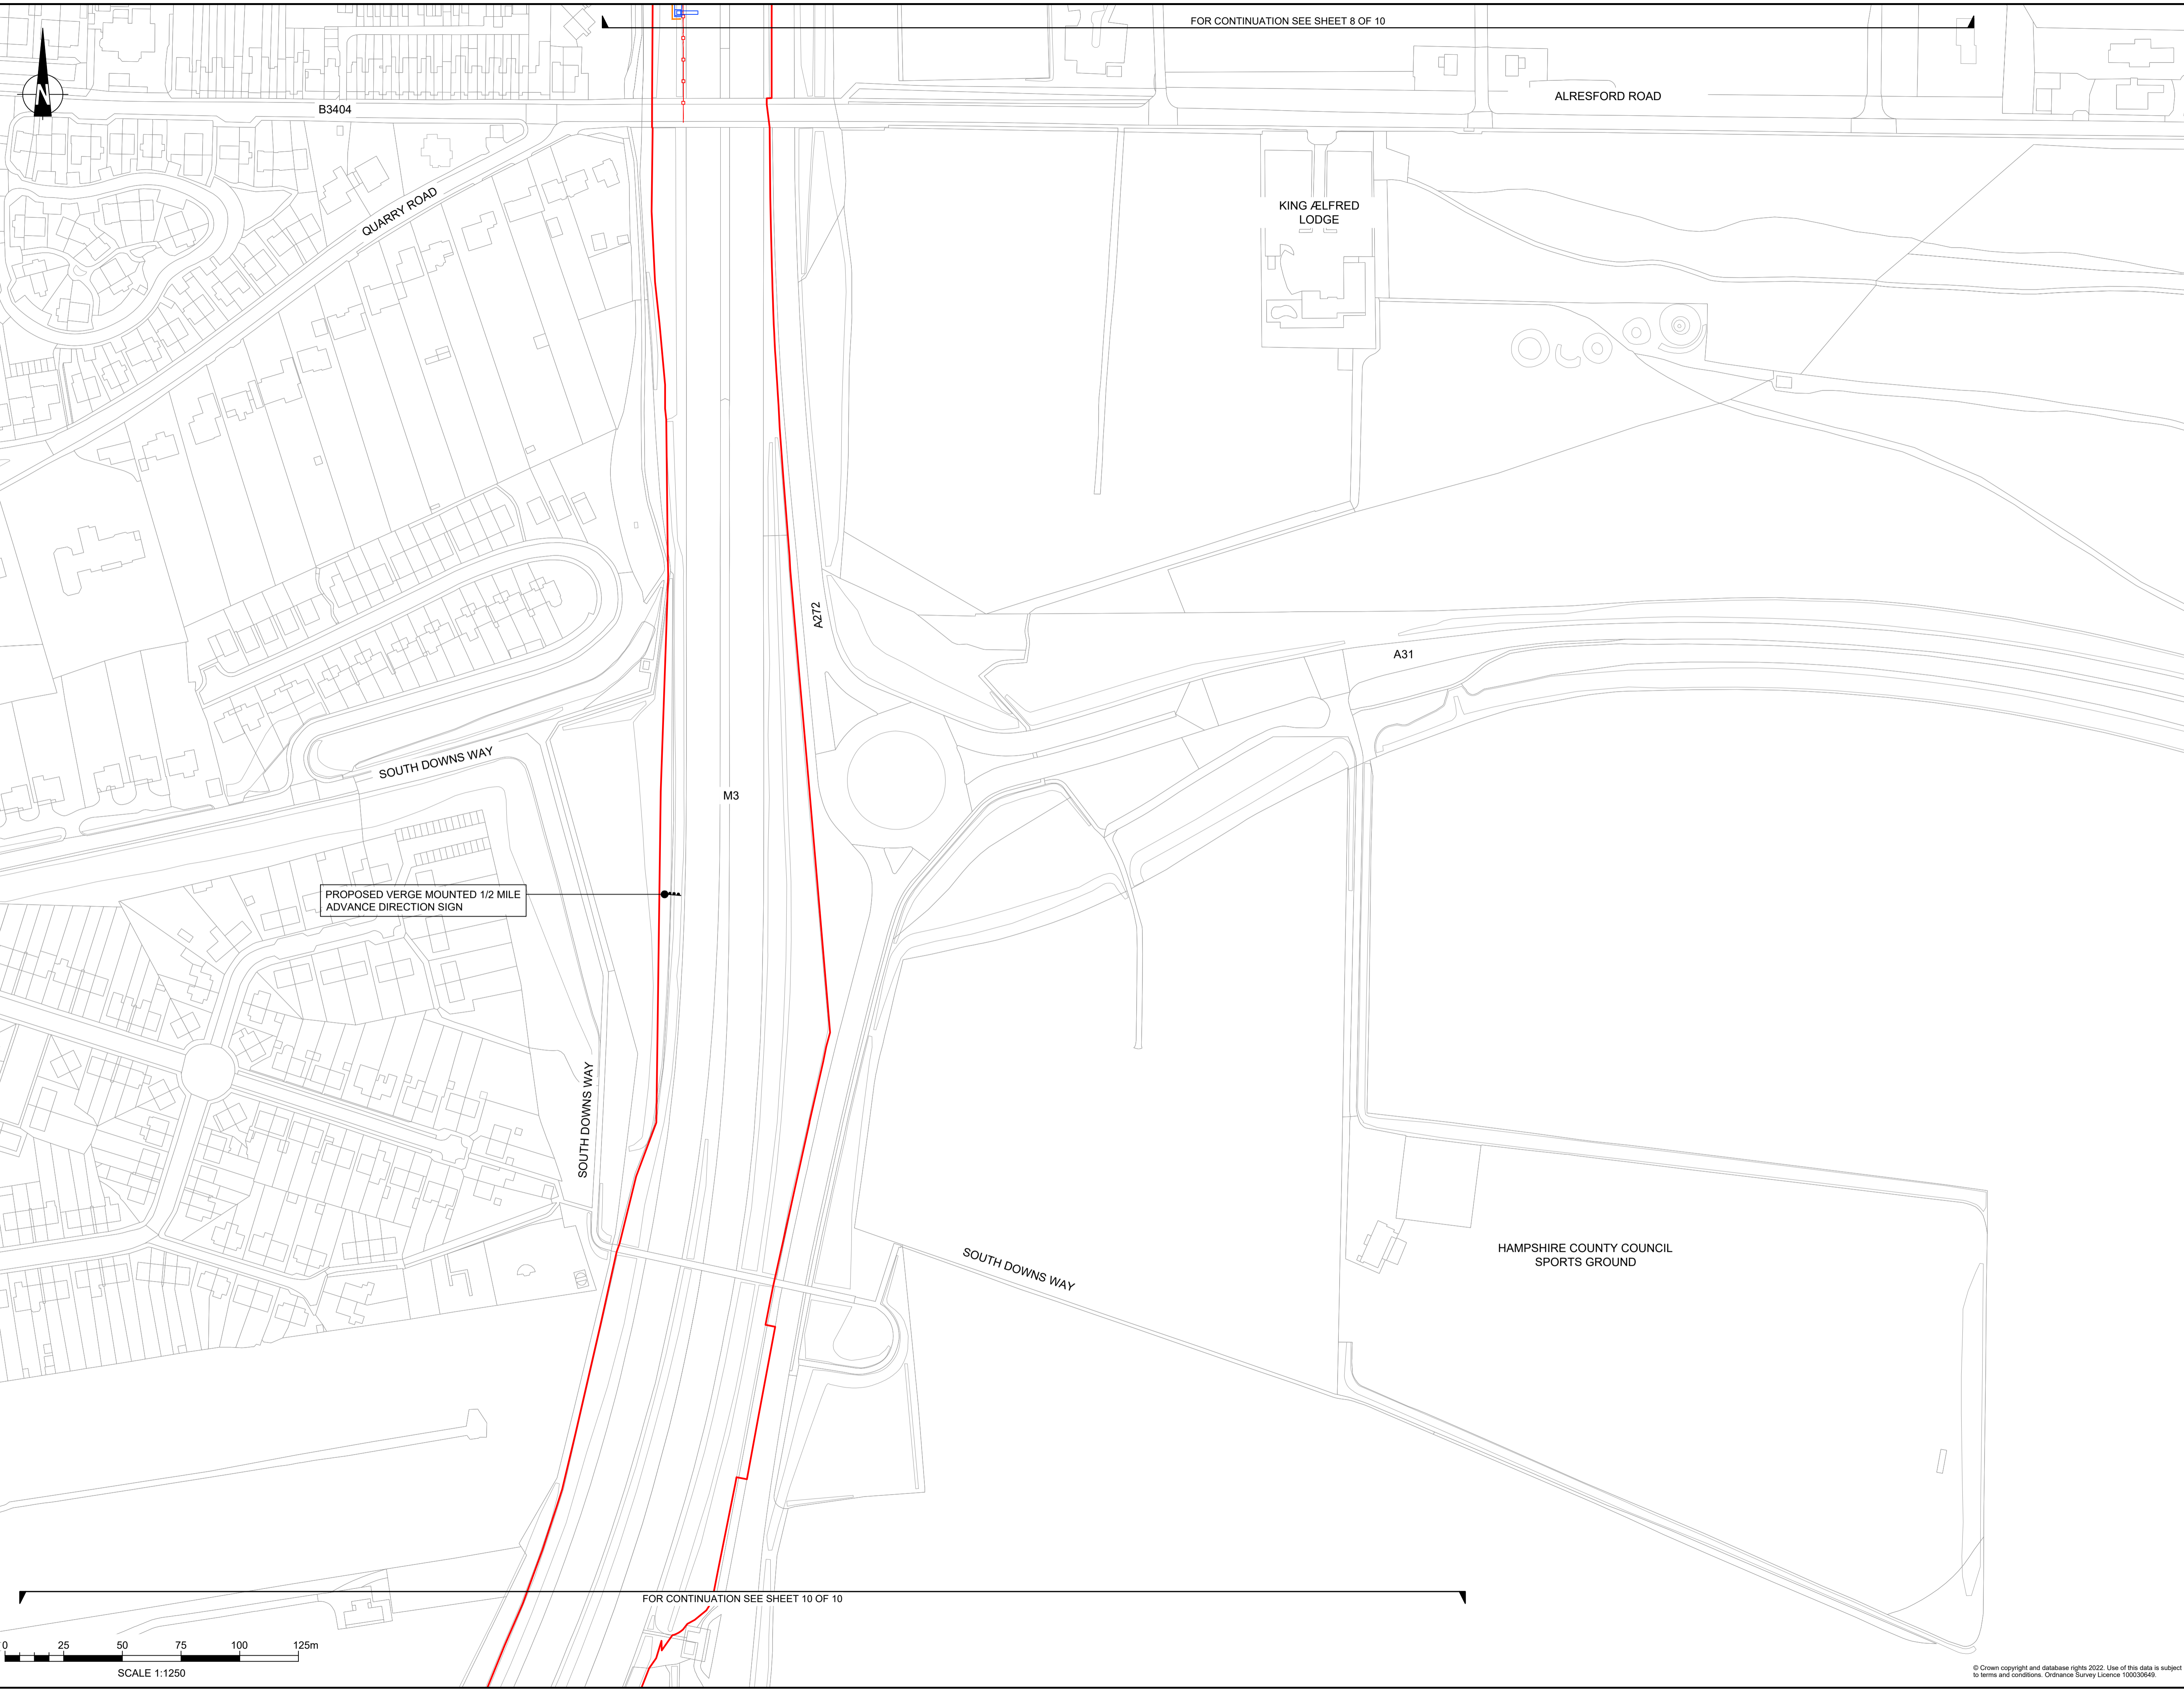 FOR CONTINUATION SEE SHEET 8 OF 10
N
B3404
ALRESFORD ROAD
QUARRY ROAD
KING ÆLFRED
LODGE
A272
A31
SOUTH DOWNS WAY
M3
PROPOSED VERGE MOUNTED 1/2 MILE
ADVANCE DIRECTION SIGN
SOUTH DOWNS WAY
SOUTH DOWNS WAY
HAMPSHIRE COUNTY COUNCIL
SPORTS GROUND
FOR CONTINUATION SEE SHEET 10 OF 10
0 25 50 75 100 125m
SCALE 1:1250
© Crown copyright and database rights 2022. Use of this data is subject
to terms and conditions. Ordnance Survey Licence 100030649.